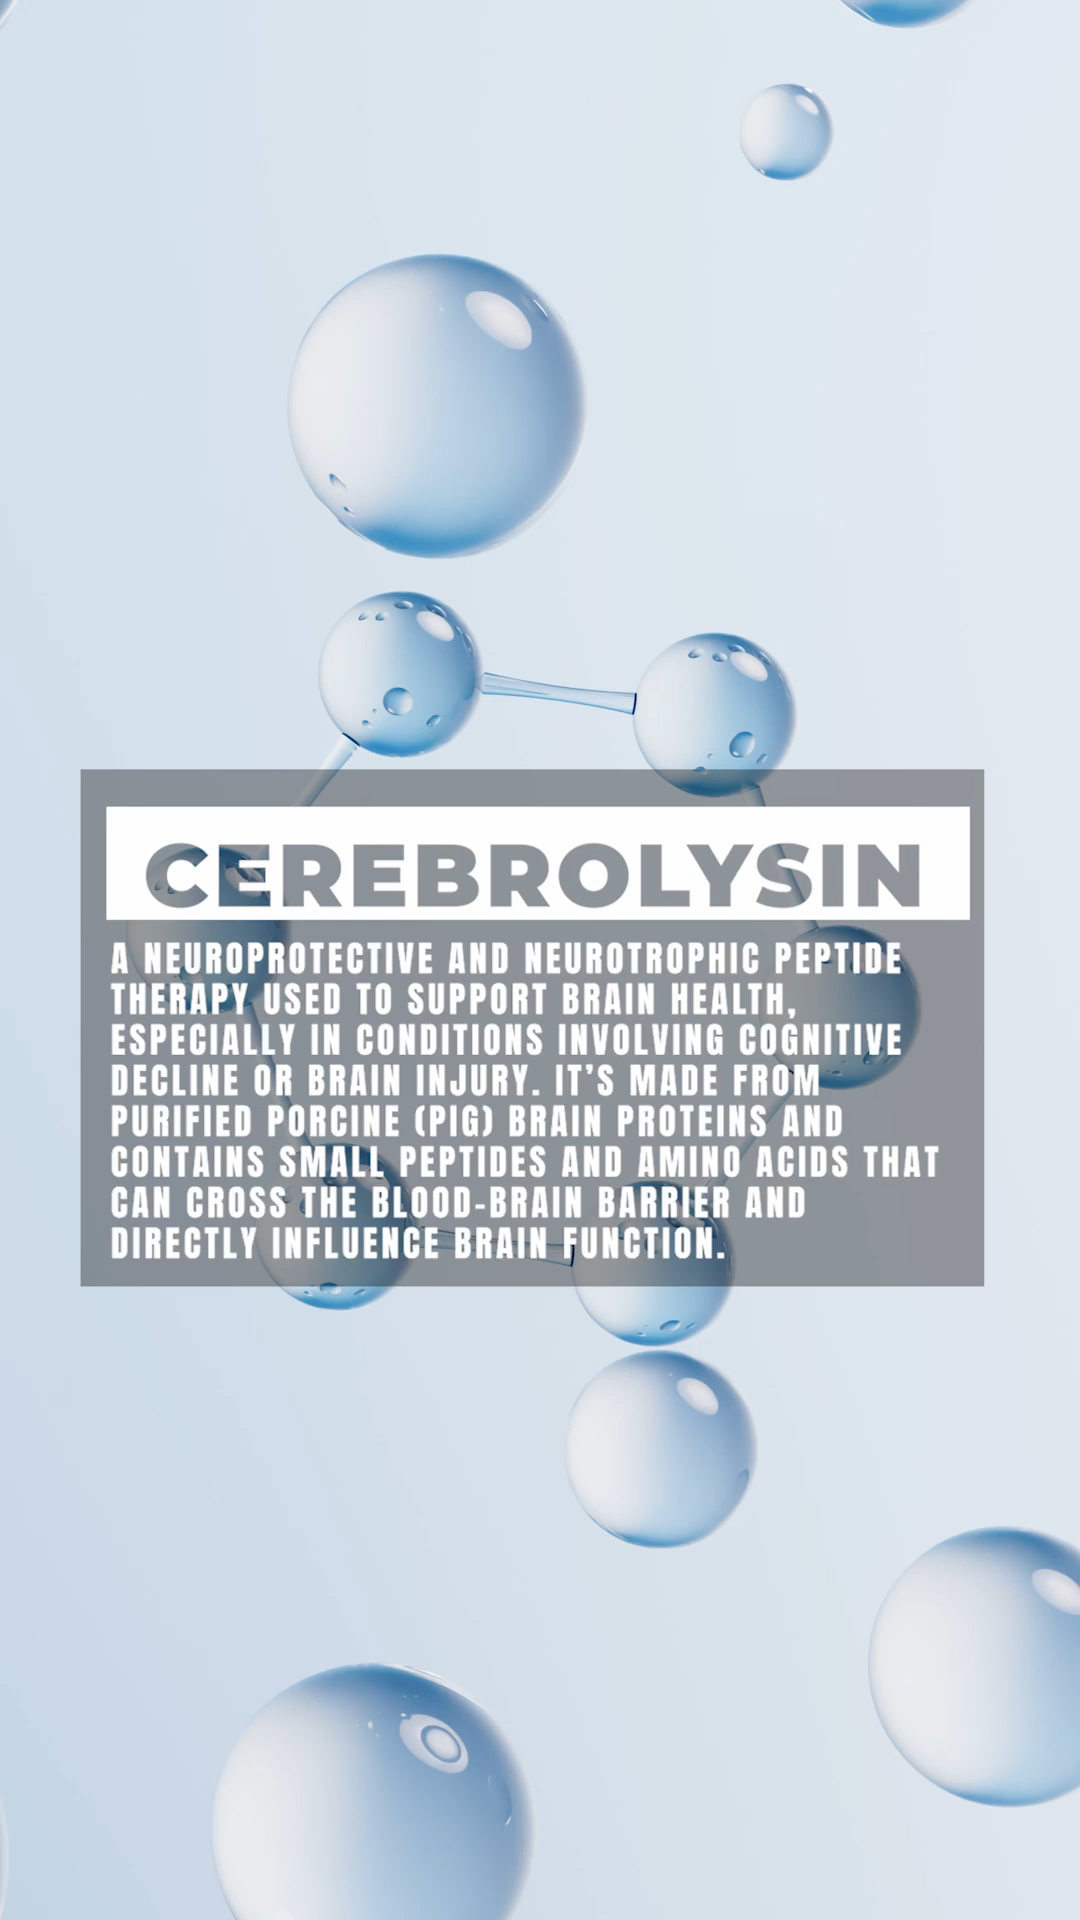 CEREBROLYSIN
A NEUROPROTECTIVE AND NEUROTROPHIC PEPTIDE
THERAPY USED TO SUPPORT BRAIN HEALTH,
ESPECIALLY IN CONDITIONS INVOLVING COGNITIVE
DECLINE OR BRAIN INJURY. IT’S MADE FROM
PURIFIED PORCINE (PIG) BRAIN PROTEINS AND
CONTAINS SMALL PEPTIDES AND AMINO ACIDS THAT
CAN CROSS THE BLOOD-BRAIN BARRIER AND
DIRECTLY INFLUENCE BRAIN FUNCTION.